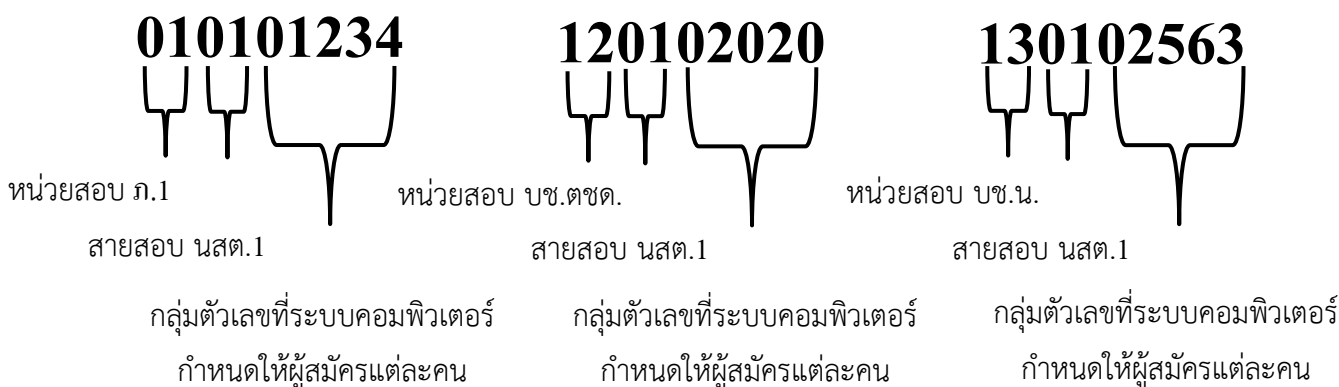 010101234 120102020 130102563
หน่วยสอบ ภ.1 หน่วยสอบ บช.ตชด. หน่วยสอบ บช.น.
สายสอบ นสต.1 สายสอบ นสต.1 สายสอบ นสต.1
กลุ่มตัวเลขที่ระบบคอมพิวเตอร์ กลุ่มตัวเลขที่ระบบคอมพิวเตอร์ กลุ่มตัวเลขที่ระบบคอมพิวเตอร์
กำหนดให้ผู้สมัครแต่ละคน กำหนดให้ผู้สมัครแต่ละคน กำหนดให้ผู้สมัครแต่ละคน